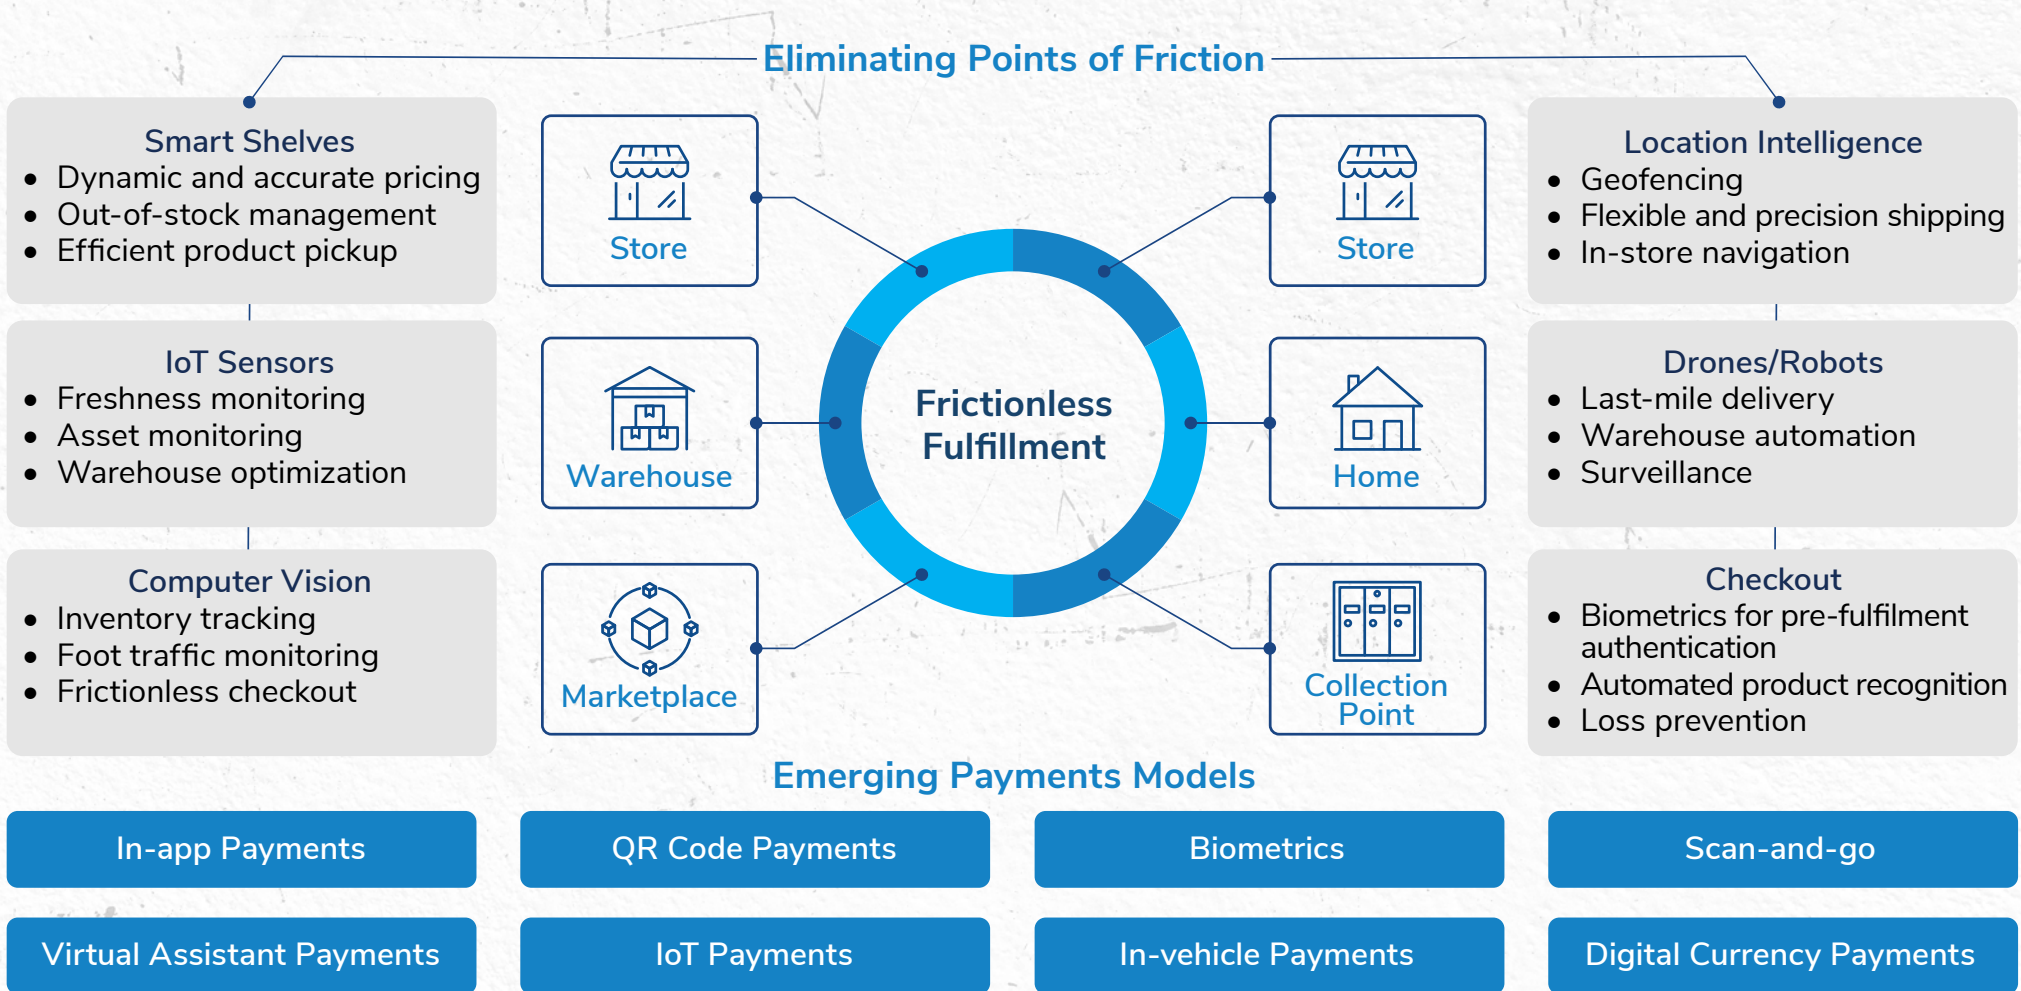 Eliminating Points of Friction
Smart Shelves
• Dynamic and accurate pricing
• Out-of-stock management
• Efficient product pickup
IoT Sensors
• Freshness monitoring
• Asset monitoring
• Warehouse optimization
Computer Vision
• Inventory tracking
• Foot traffic monitoring
• Frictionless checkout
Store
Warehouse
Marketplace
Frictionless
Fulfillment
Store
Home
Collection
Point
Location Intelligence
• Geofencing
• Flexible and precision shipping
• In-store navigation
Drones/Robots
• Last-mile delivery
• Warehouse automation
• Surveillance
Checkout
• Biometrics for pre-fulfilment
authentication
• Automated product recognition
• Loss prevention
Emerging Payments Models
In-app Payments
QR Code Payments
Biometrics
Scan-and-go
Virtual Assistant Payments
IoT Payments
In-vehicle Payments
Digital Currency Payments